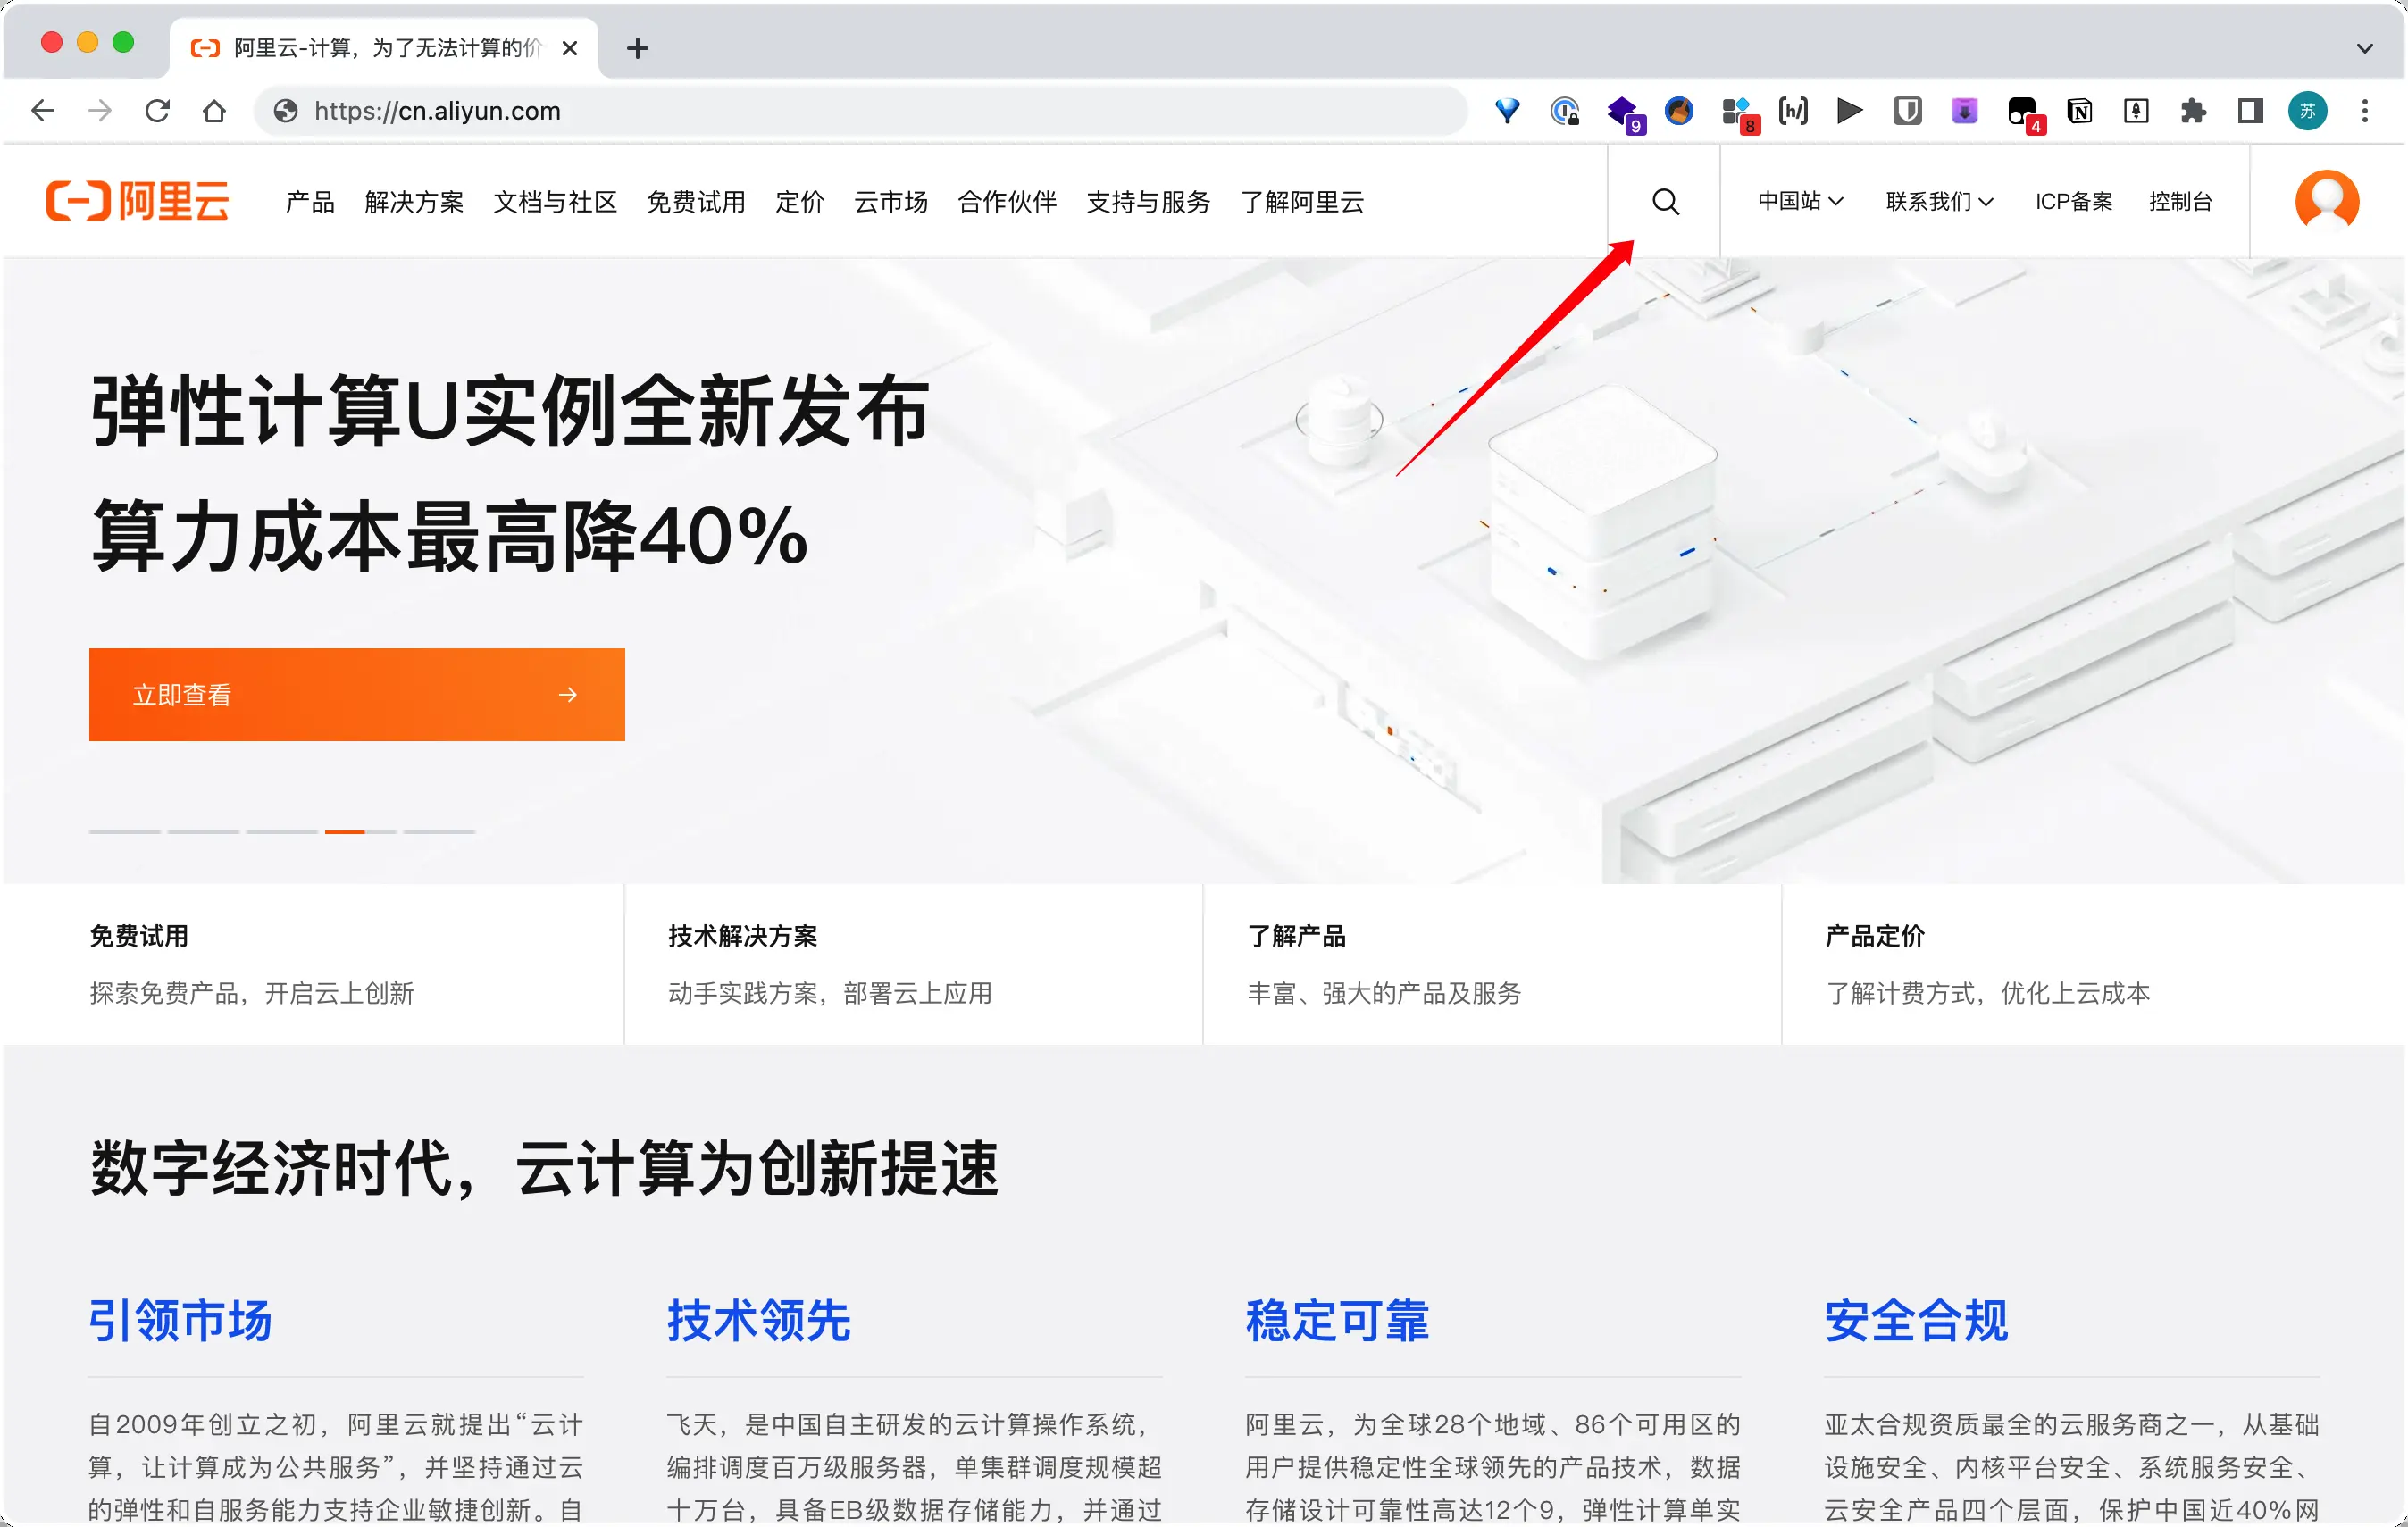 阿里云-计算，为了无法计算的价
https://cn.aliyun.com
9
8
[h/]
4
N
苏
阿里云
产品 解决方案 文档与社区 免费试用 定价 云市场 合作伙伴 支持与服务 了解阿里云
中国站 联系我们 ICP备案 控制台
弹性计算U实例全新发布
算力成本最高降40%
立即查看
免费试用
探索免费产品，开启云上创新
技术解决方案
动手实践方案，部署云上应用
了解产品
丰富、强大的产品及服务
产品定价
了解计费方式，优化上云成本
数字经济时代，云计算为创新提速
引领市场
自2009年创立之初，阿里云就提出“云计
算，让计算成为公共服务”，并坚持通过云
的弹性和自服务能力支持企业敏捷创新。自
技术领先
飞天，是中国自主研发的云计算操作系统，
编排调度百万级服务器，单集群调度规模超
十万台，具备EB级数据存储能力，并通过
稳定可靠
阿里云，为全球28个地域、86个可用区的
用户提供稳定性全球领先的产品技术，数据
存储设计可靠性高达12个9，弹性计算单实
安全合规
亚太合规资质最全的云服务商之一，从基础
设施安全、内核平台安全、系统服务安全、
云安全产品四个层面，保护中国近40%网